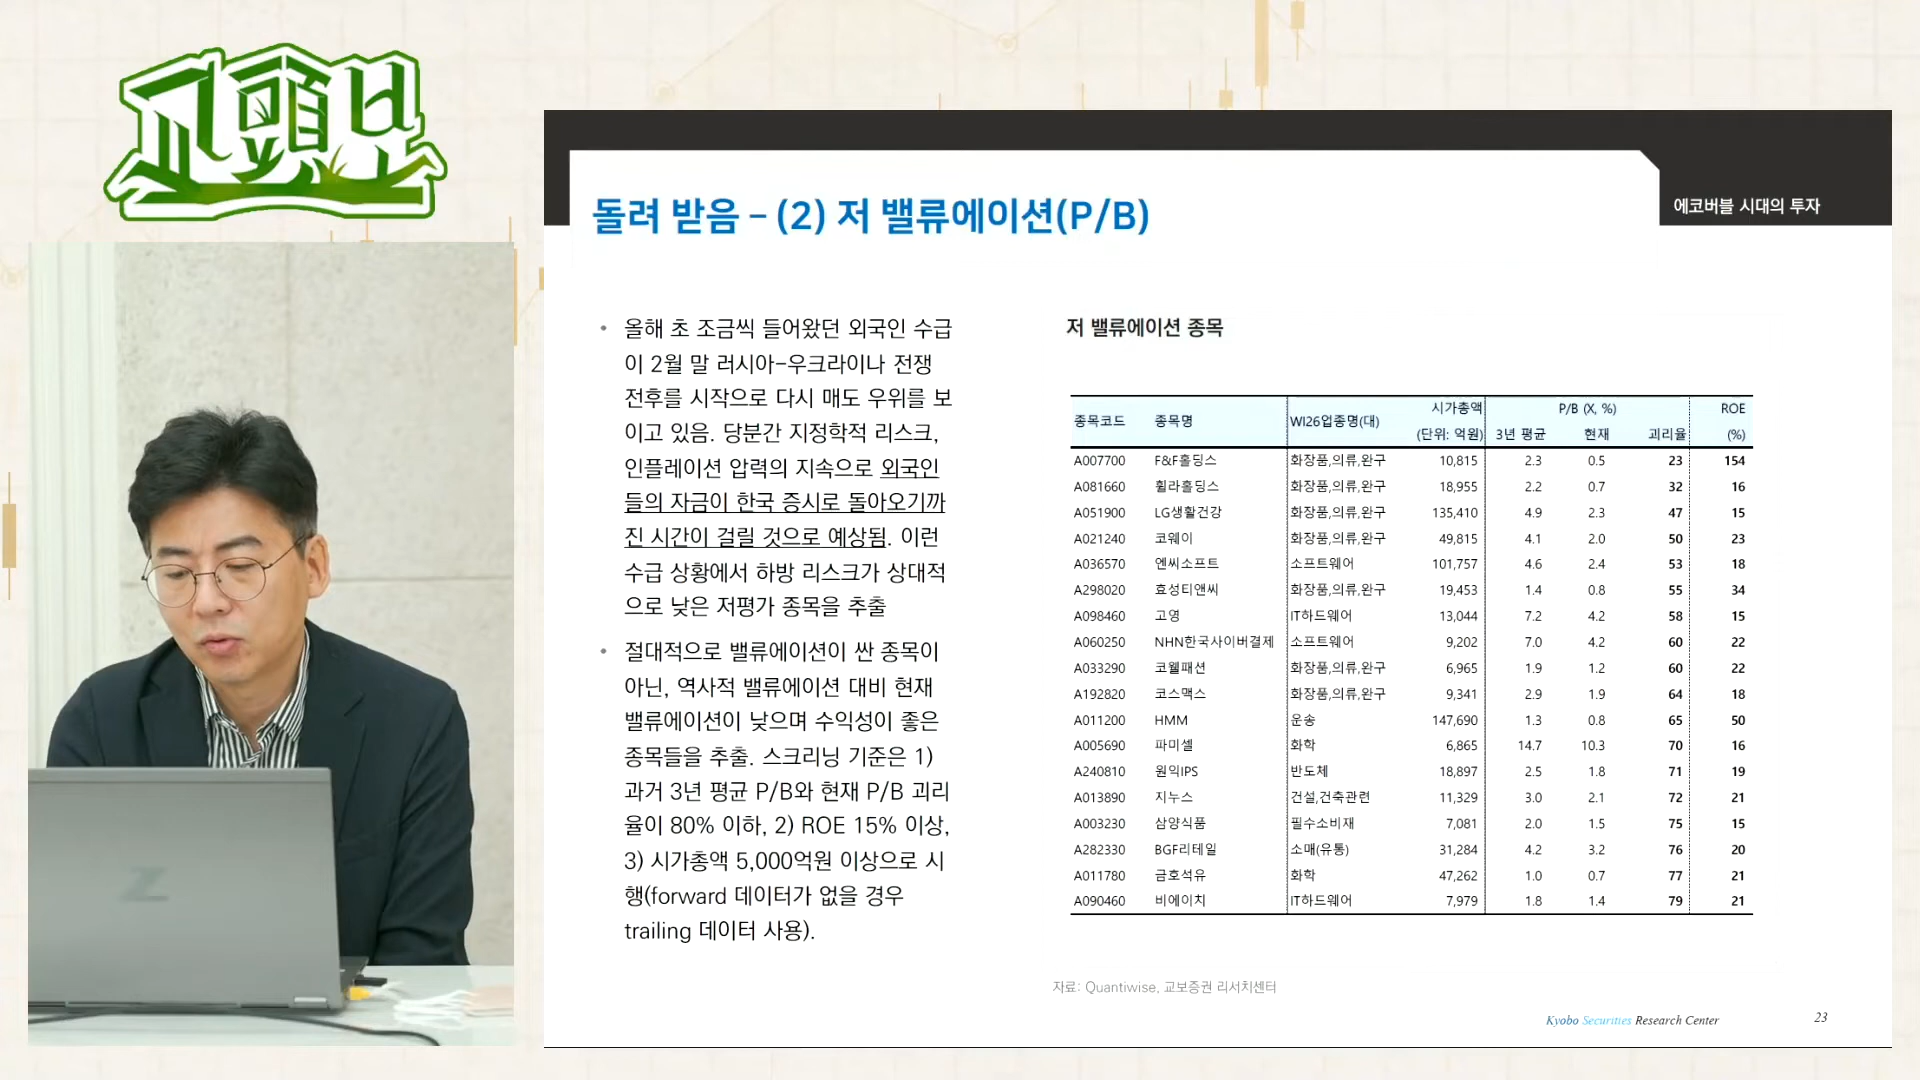 교頭보
에코버블 시대의 투자
돌려 받음 – (2) 저 밸류에이션(P/B)
• 올해 초 조금씩 들어왔던 외국인 수급
이 2월 말 러시아-우크라이나 전쟁
전후를 시작으로 다시 매도 우위를 보
이고 있음. 당분간 지정학적 리스크,
인플레이션 압력의 지속으로 외국인
들의 자금이 한국 증시로 돌아오기까
진 시간이 걸릴 것으로 예상됨. 이런
수급 상황에서 하방 리스크가 상대적
으로 낮은 저평가 종목을 추출
• 절대적으로 밸류에이션이 싼 종목이
아닌, 역사적 밸류에이션 대비 현재
밸류에이션이 낮으며 수익성이 좋은
종목들을 추출. 스크리닝 기준은 1)
과거 3년 평균 P/B와 현재 P/B 괴리
율이 80% 이하, 2) ROE 15% 이상,
3) 시가총액 5,000억원 이상으로 시
행(forward 데이터가 없을 경우
trailing 데이터 사용).
저 밸류에이션 종목
종목코드 종목명 WI26업종명(대) 시가총액 P/B (X, %) ROE
(단위: 억원) 3년 평균 현재 괴리율 (%)
A007700 F&F홀딩스 화장품,의류,완구 10,815 2.3 0.5 23 154
A081660 휠라홀딩스 화장품,의류,완구 18,955 2.2 0.7 32 16
A051900 LG생활건강 화장품,의류,완구 135,410 4.9 2.3 47 15
A021240 코웨이 화장품,의류,완구 49,815 4.1 2.0 50 23
A036570 엔씨소프트 소프트웨어 101,757 4.6 2.4 53 18
A298020 효성티앤씨 화장품,의류,완구 19,453 1.4 0.8 55 34
A098460 고영 IT하드웨어 13,044 7.2 4.2 58 15
A060250 NHN한국사이버결제 소프트웨어 9,202 7.0 4.2 60 22
A033290 코웰패션 화장품,의류,완구 6,965 1.9 1.2 60 22
A192820 코스맥스 화장품,의류,완구 9,341 2.9 1.9 64 18
A011200 HMM 운송 147,690 1.3 0.8 65 50
A005690 파미셀 화학 6,865 14.7 10.3 70 16
A240810 원익IPS 반도체 18,897 2.5 1.8 71 19
A013890 지누스 건설,건축관련 11,329 3.0 2.1 72 21
A003230 삼양식품 필수소비재 7,081 2.0 1.5 75 15
A282330 BGF리테일 소매(유통) 31,284 4.2 3.2 76 20
A011780 금호석유 화학 47,262 1.0 0.7 77 21
A090460 비에이치 IT하드웨어 7,979 1.8 1.4 79 21
자료: Quantiwise, 교보증권 리서치센터
Kyobo Securities Research Center
23